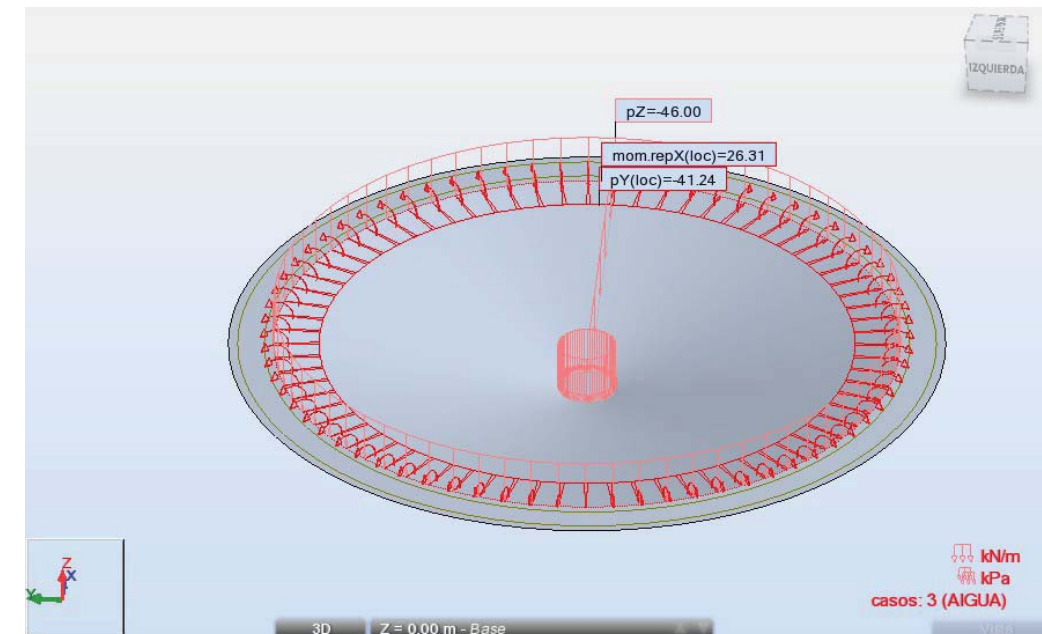 IZQUIERDA
pZ=-46.00
mom.repX(loc)=26.31
pY(loc)=-41.24
kN/m
kPa
casos: 3 (AIGUA)
Z
X
Y
3D
Z = 0.00 m - Base
Vista